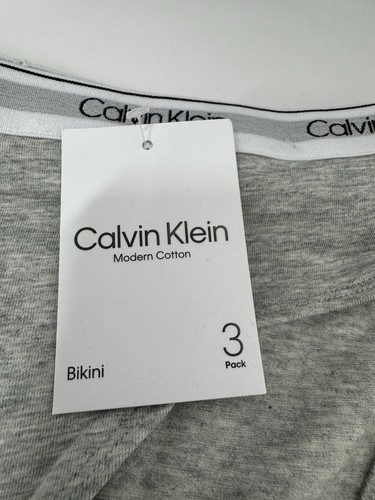 Calvin Klein
Calvin
Calvin Klein
Modern Cotton
3
Pack
Bikini